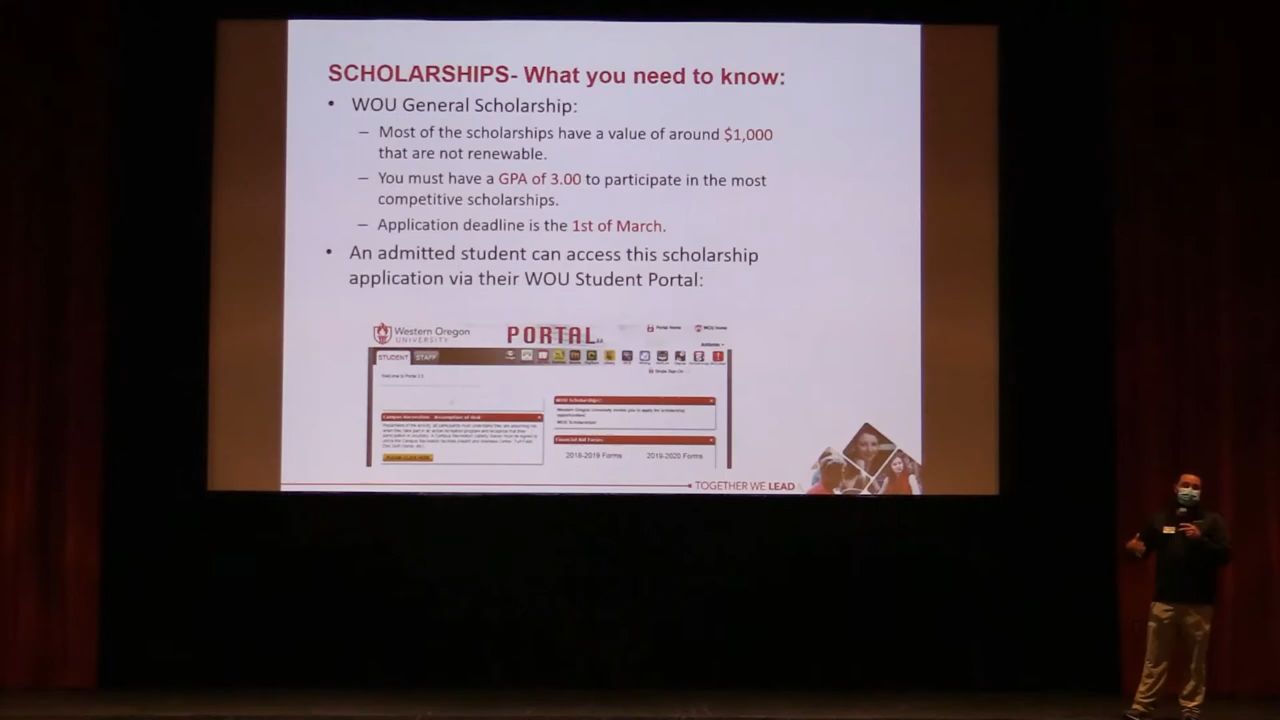 SCHOLARSHIPS- What you need to know:
• WOU General Scholarship:
– Most of the scholarships have a value of around $1,000
that are not renewable.
– You must have a GPA of 3.00 to participate in the most
competitive scholarships.
– Application deadline is the 1st of March.
• An admitted student can access this scholarship
application via their WOU Student Portal:
Western Oregon
UNIVERSITY
PORTAL
Portal Home
WOU Home
STUDENT STAFF
Single Sign-On
Welcome to Portal
Campus Recreation - Assumption of Risk
WOU Scholarships!
Western Oregon University invites you to apply for scholarship
opportunities!
WOU Scholarships
Financial Aid Forms
2018-2019 Forms 2019-2020 Forms
TOGETHER WE LEAD